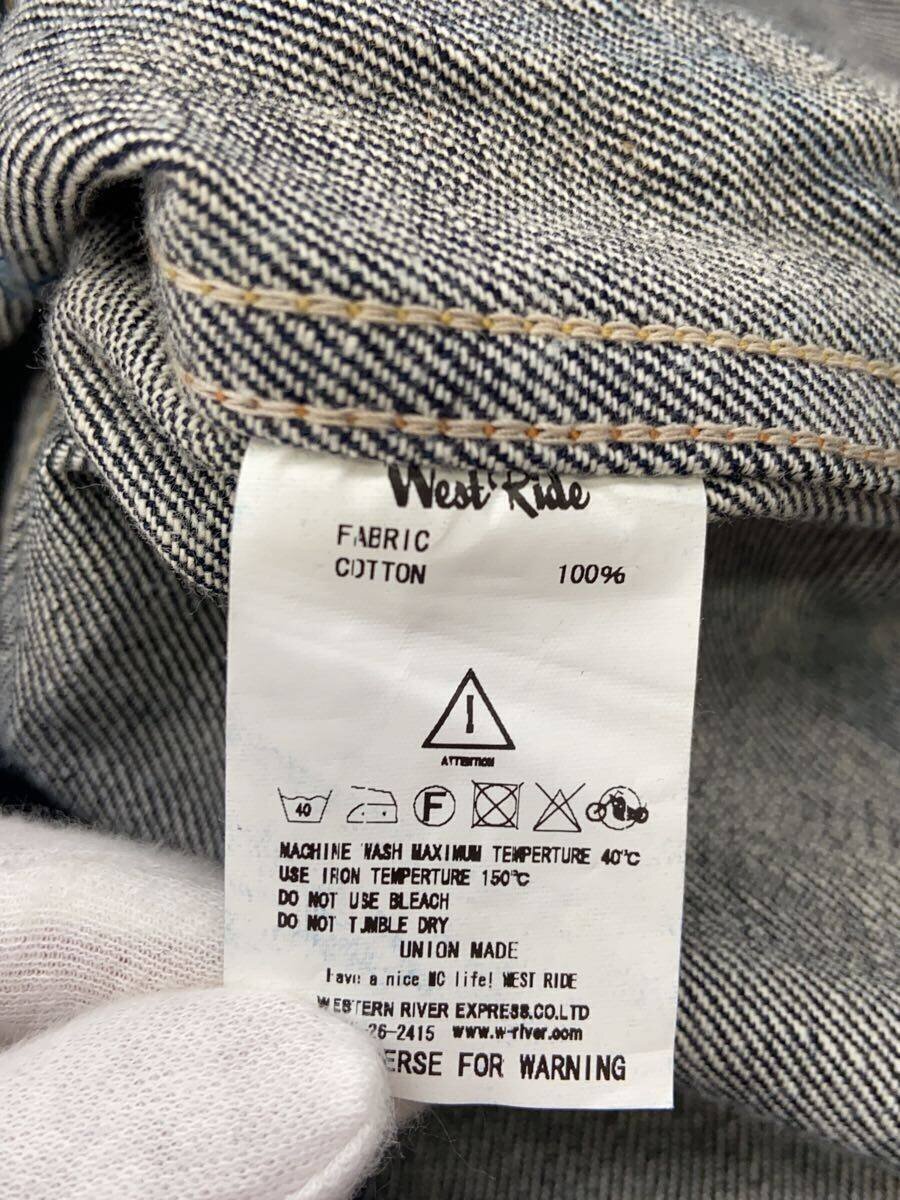 West Ride
FABRIC
COTTON 100%
ATTENTION
40 F
MACHINE WASH MAXIMUM TEMPERTURE 40℃
USE IRON TEMPERTURE 150℃
DO NOT USE BLEACH
DO NOT TUMBLE DRY
UNION MADE
Have a nice MC life! WEST RIDE
WESTERN RIVER EXPRESS.CO.LTD
26-2415 www.w-river.com
ERSE FOR WARNING